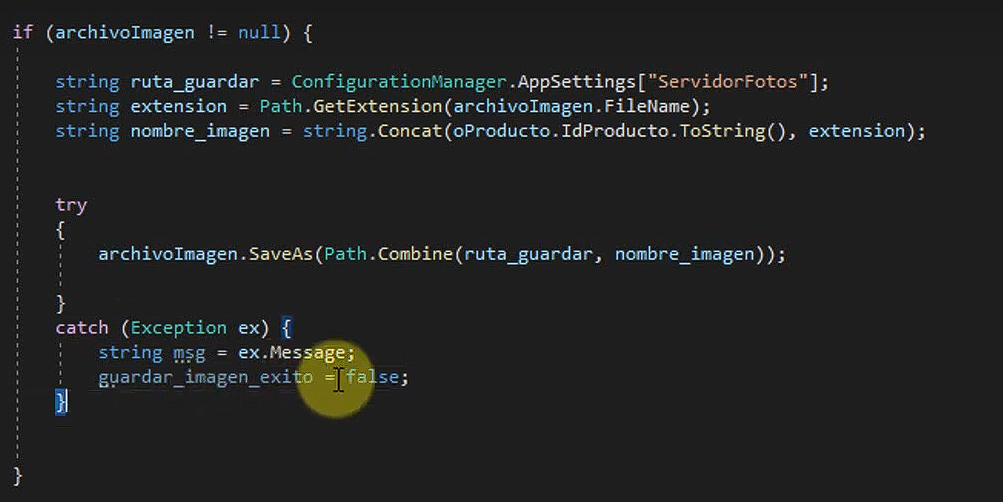 if (archivoImagen != null) {
string ruta_guardar = ConfigurationManager.AppSettings["ServidorFotos"];
string extension = Path.GetExtension(archivoImagen.FileName);
string nombre_imagen = string.Concat(oProducto.IdProducto.ToString(), extension);
try
{
archivoImagen.SaveAs(Path.Combine(ruta_guardar, nombre_imagen));
}
catch (Exception ex) {
string msg = ex.Message;
guardar_imagen_exito = false;
}
}